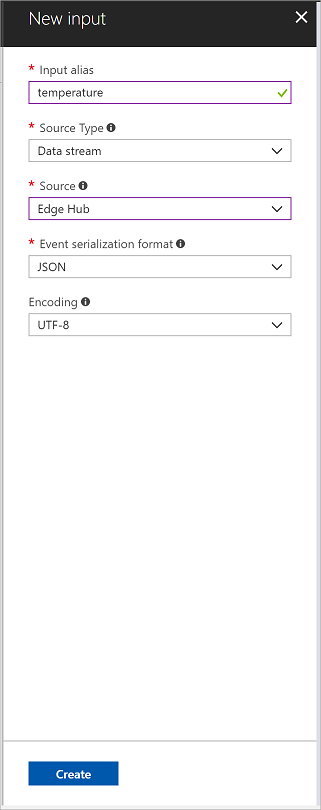 New input
* Input alias
temperature
* Source Type
Data stream
* Source
Edge Hub
* Event serialization format
JSON
Encoding
UTF-8
Create